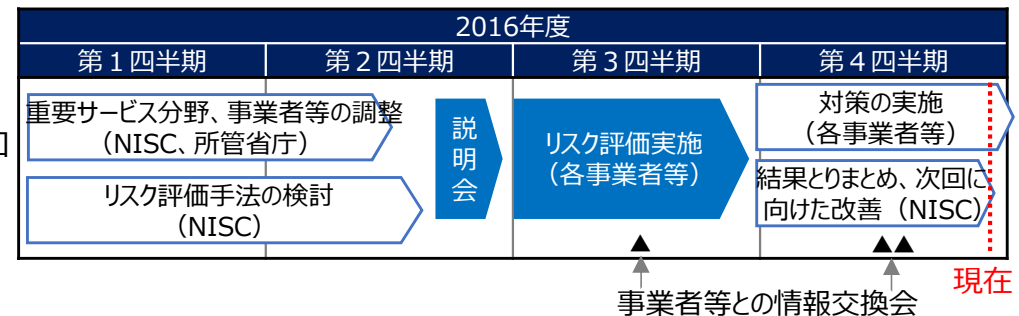 2016年度
第１四半期
第２四半期
第３四半期
第４四半期
重要サービス分野、事業者等の調整
（NISC、所管省庁）
リスク評価手法の検討
（NISC）
説明会
リスク評価実施
（各事業者等）
対策の実施
（各事業者等）
結果とりまとめ、次回に
向けた改善（NISC）
▲
▲▲
現在
事業者等との情報交換会